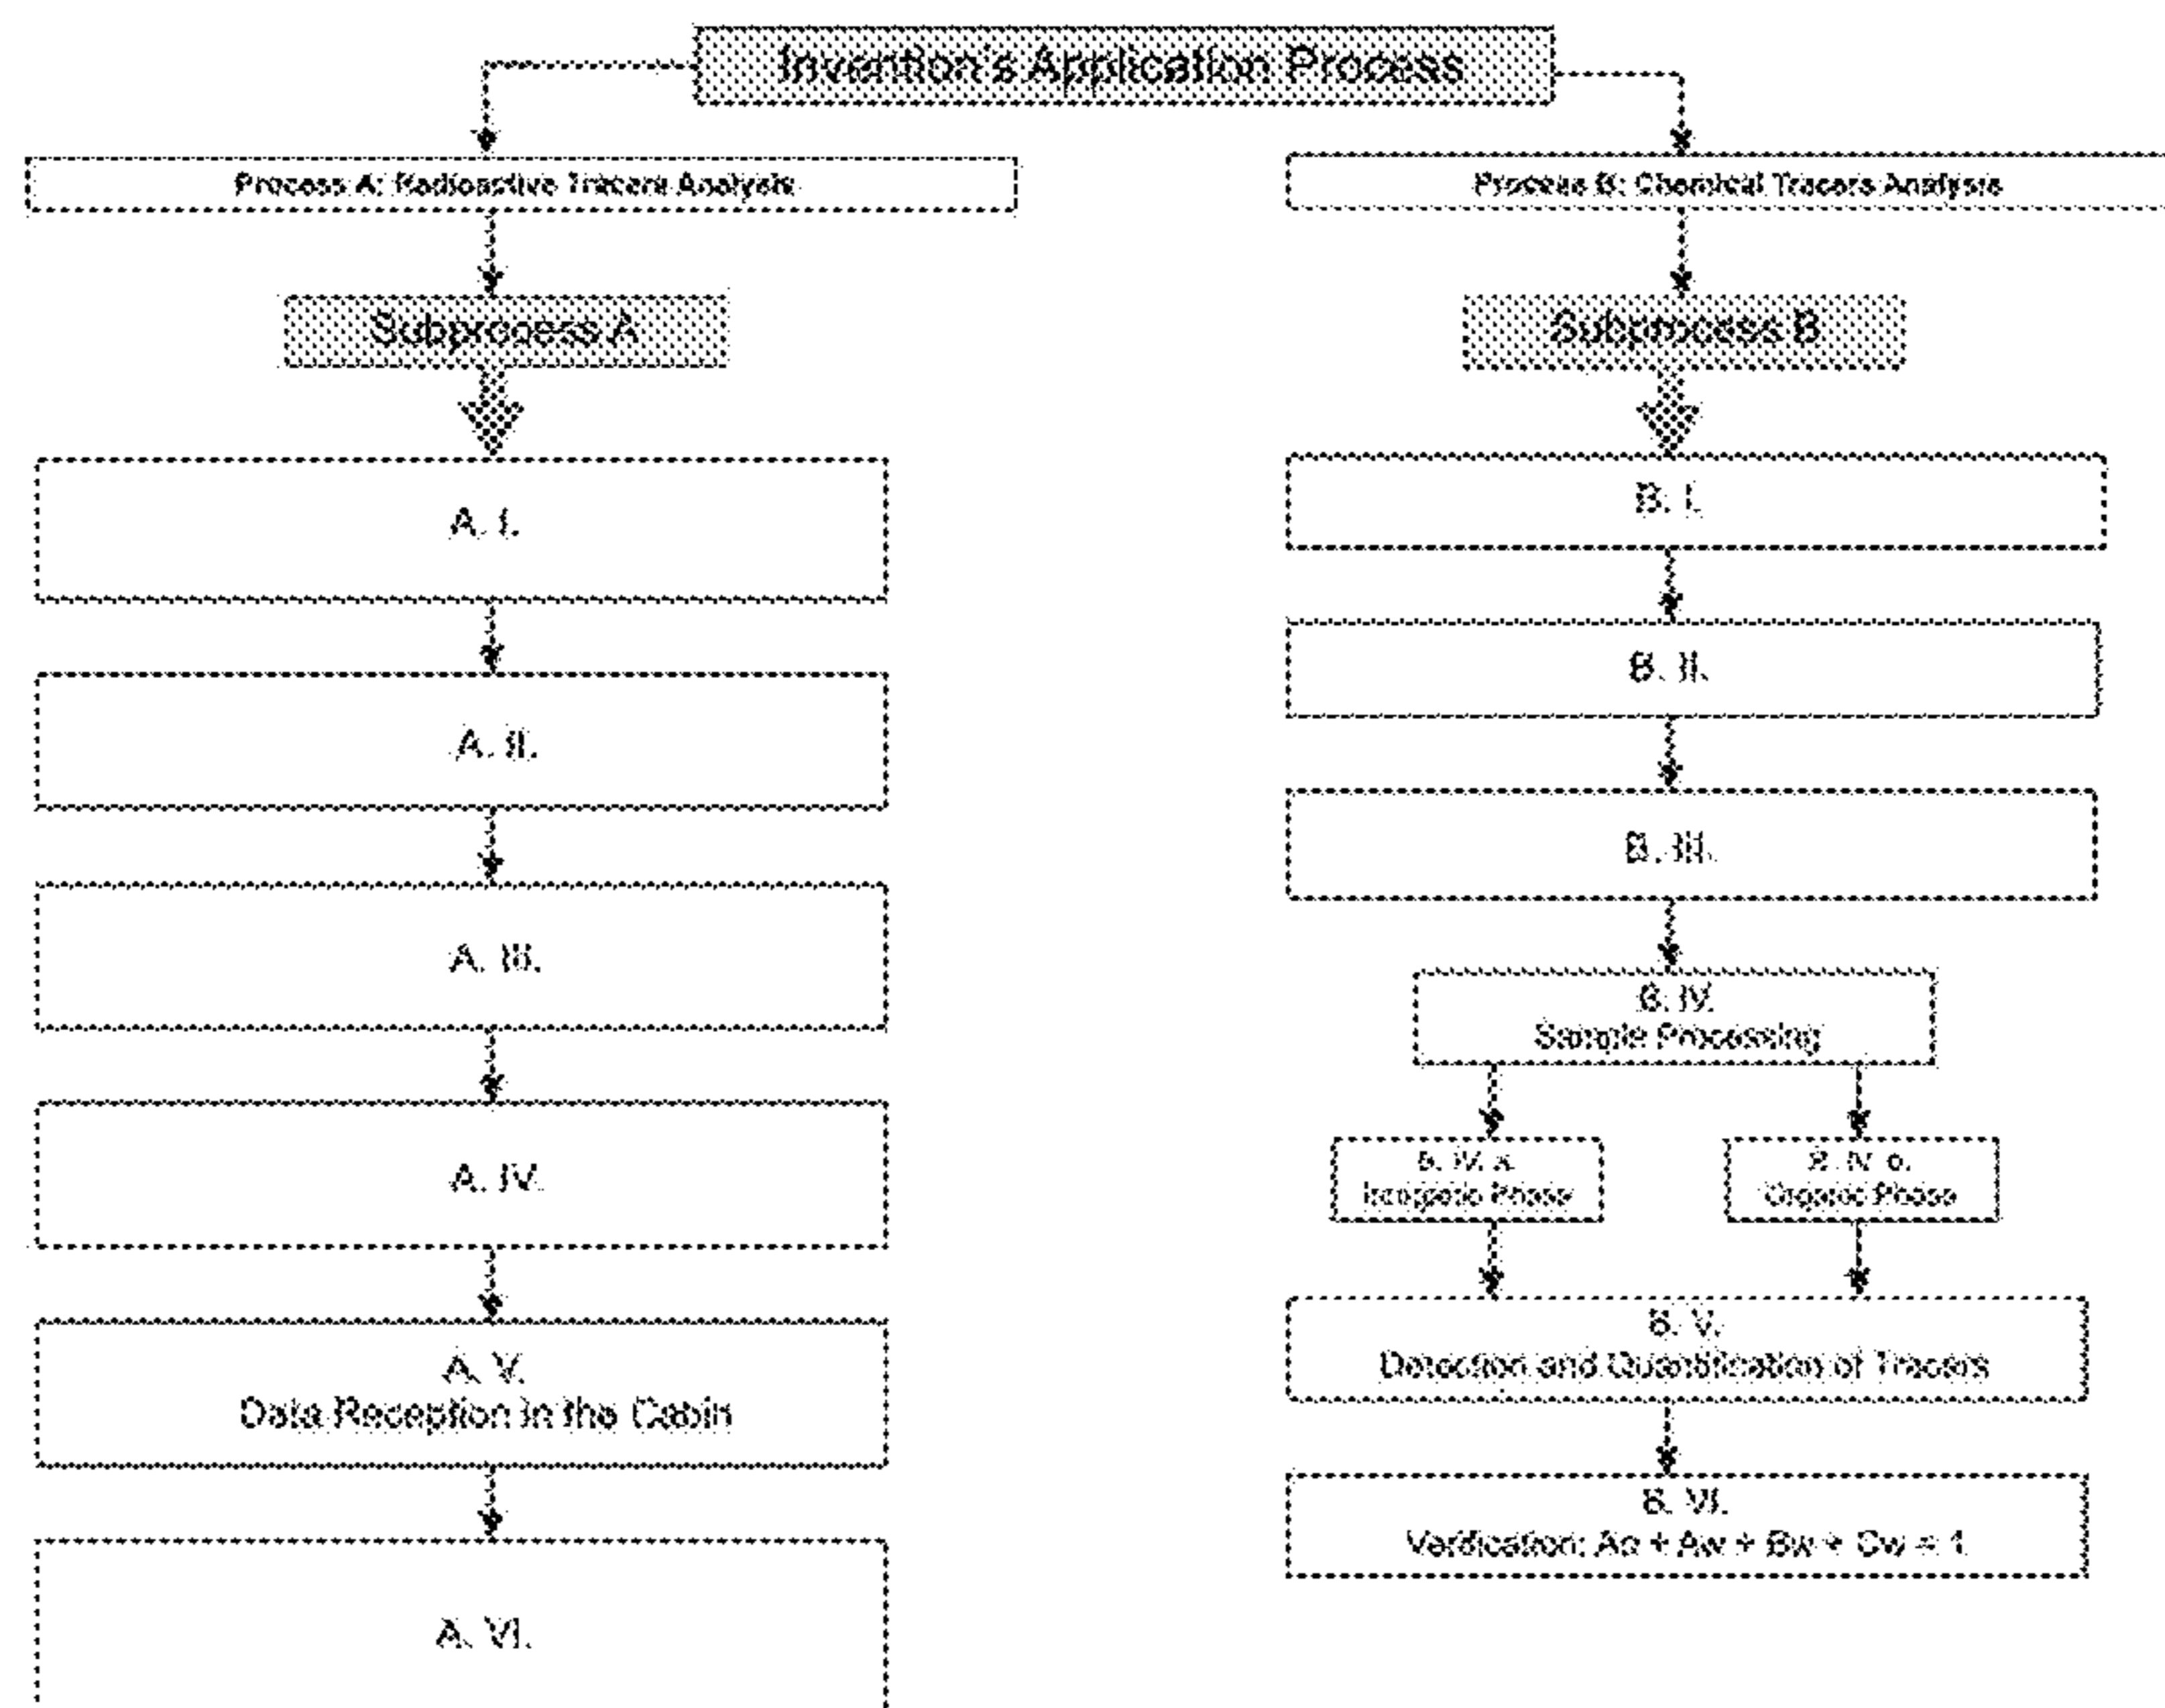 Invention's Application Process
Process A: Radioactive Tracers Analysis
Subprocess A
A. I.
A. II.
A. III.
A. IV.
A. V.
Data Reception in the Cabin
A. VI.
Process B: Chemical Tracers Analysis
Subprocess B
B. I.
B. II.
B. III.
B. IV.
Sample Processing
B. IV. a.
Inorganic Phase
B. IV. b.
Organic Phase
B. V.
Detection and Quantification of Tracers
B. VI.
Verification: Ao + Aw + Bw + Cw = 1